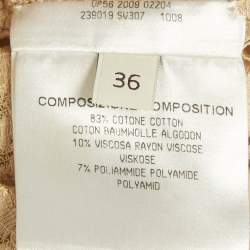 OP56 2009 02204
239019 SV307 1008
36
COMPOSIZIONE COMPOSITION
83% COTONE COTTON
COTON BAUMWOLLE ALGODON
10% VISCOSA RAYON VISCOSE
VISKOSE
7% POLIAMMIDE POLYAMIDE
POLYAMID